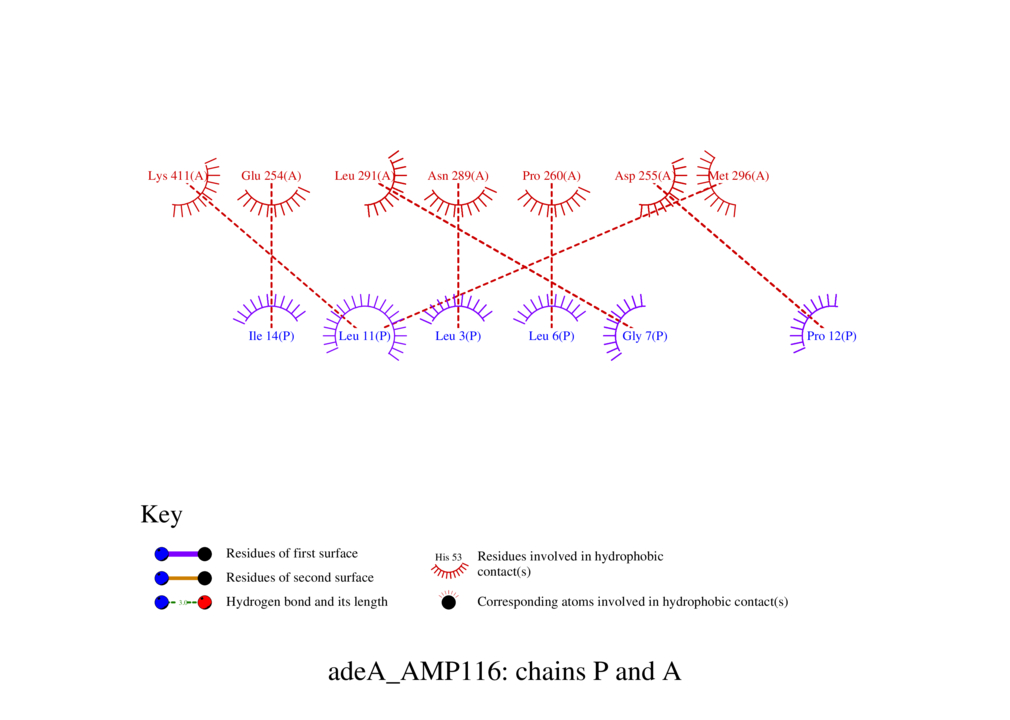 Lys 411(A) Glu 254(A) Leu 291(A) Asn 289(A) Pro 260(A) Asp 255(A) Met 296(A)
Ile 14(P) Leu 11(P) Leu 3(P) Leu 6(P) Gly 7(P) Pro 12(P)
Key
Residues of first surface
Residues of second surface
3.0
Hydrogen bond and its length
His 53
Residues involved in hydrophobic
contact(s)
Corresponding atoms involved in hydrophobic contact(s)
adeA_AMP116: chains P and A